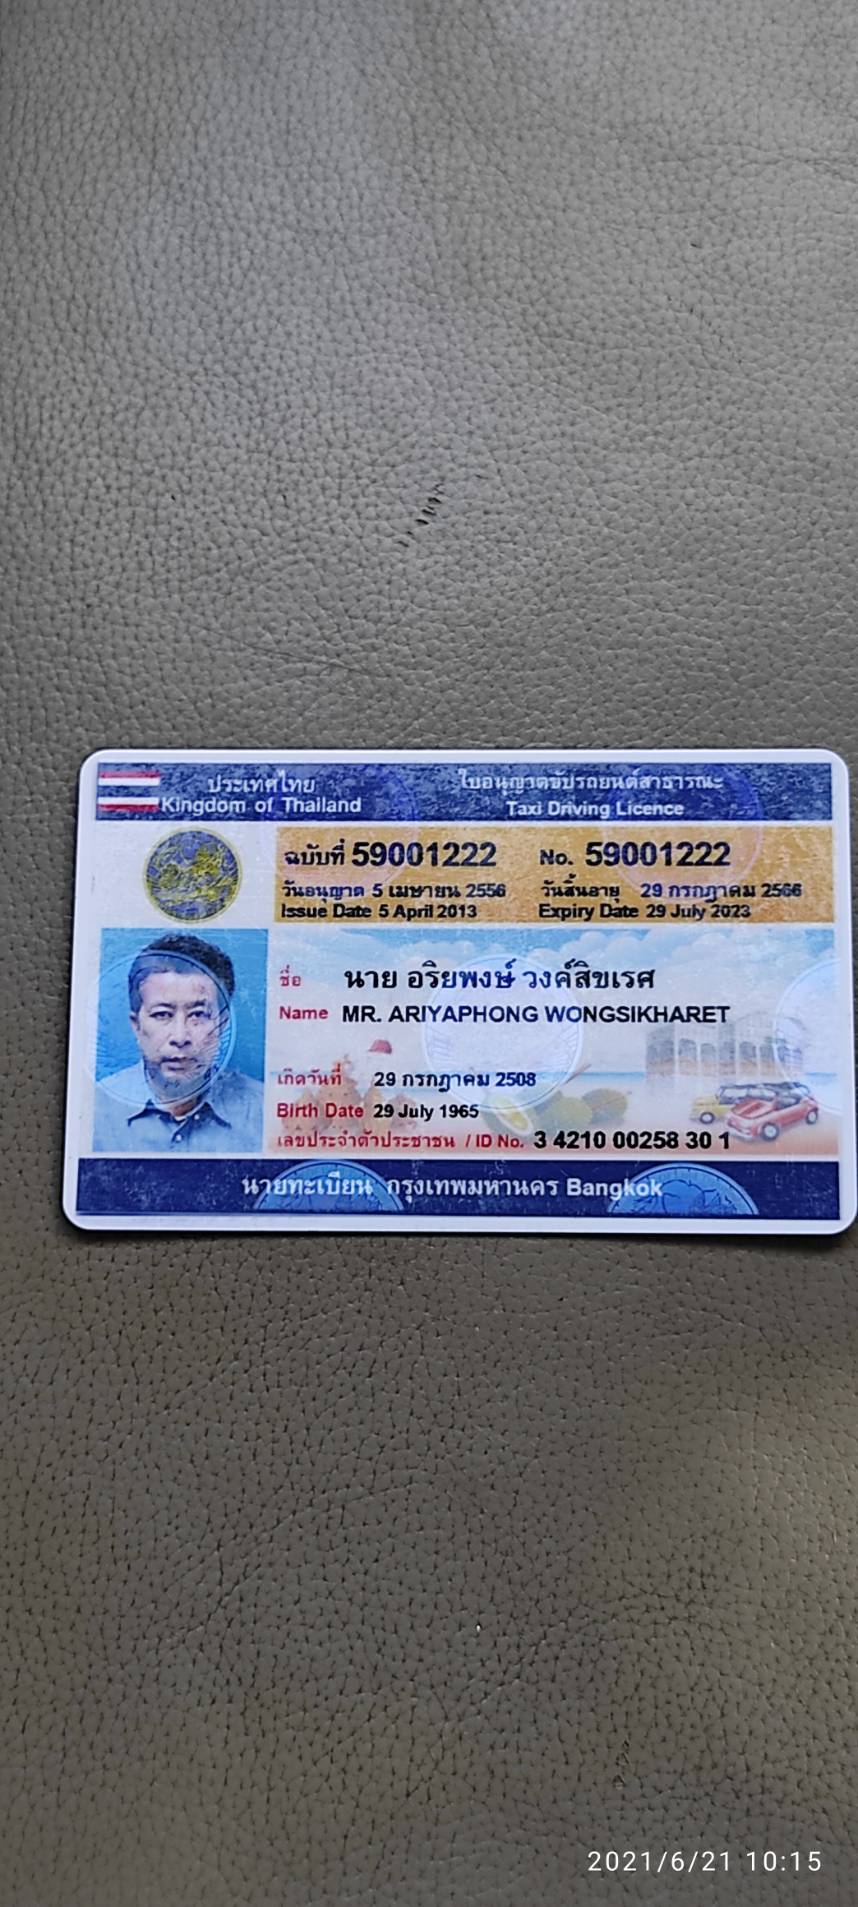 ประเทศไทย
Kingdom of Thailand
ใบอนุญาตขับรถยนต์สาธารณะ
Taxi Driving Licence
ฉบับที่ 59001222 No. 59001222
วันอนุญาต 5 เมษายน 2556 วันสิ้นอายุ 29 กรกฎาคม 2566
Issue Date 5 April 2013 Expiry Date 29 July 2023
ชื่อ นาย อริยพงษ์ วงค์สิขเรศ
Name MR. ARIYAPHONG WONGSIKHARET
เกิดวันที่ 29 กรกฎาคม 2508
Birth Date 29 July 1965
เลขประจำตัวประชาชน / ID No. 3 4210 00258 30 1
นายทะเบียน กรุงเทพมหานคร Bangkok
2021/6/21 10:15